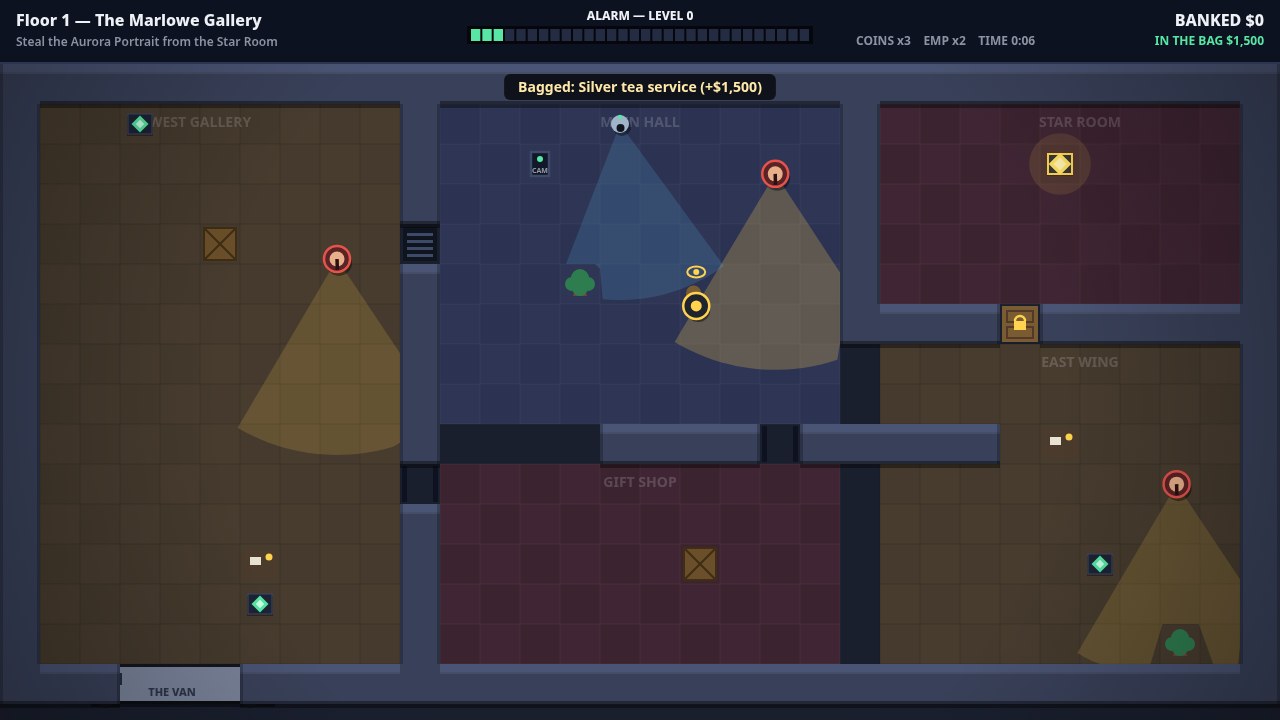 Floor 1 — The Marlowe Gallery
Steal the Aurora Portrait from the Star Room
ALARM — LEVEL 0
COINS x3 EMP x2 TIME 0:06
BANKED $0
IN THE BAG $1,500
Bagged: Silver tea service (+$1,500)
WEST GALLERY
HALL
STAR ROOM
CAM
EAST WING
GIFT SHOP
THE VAN